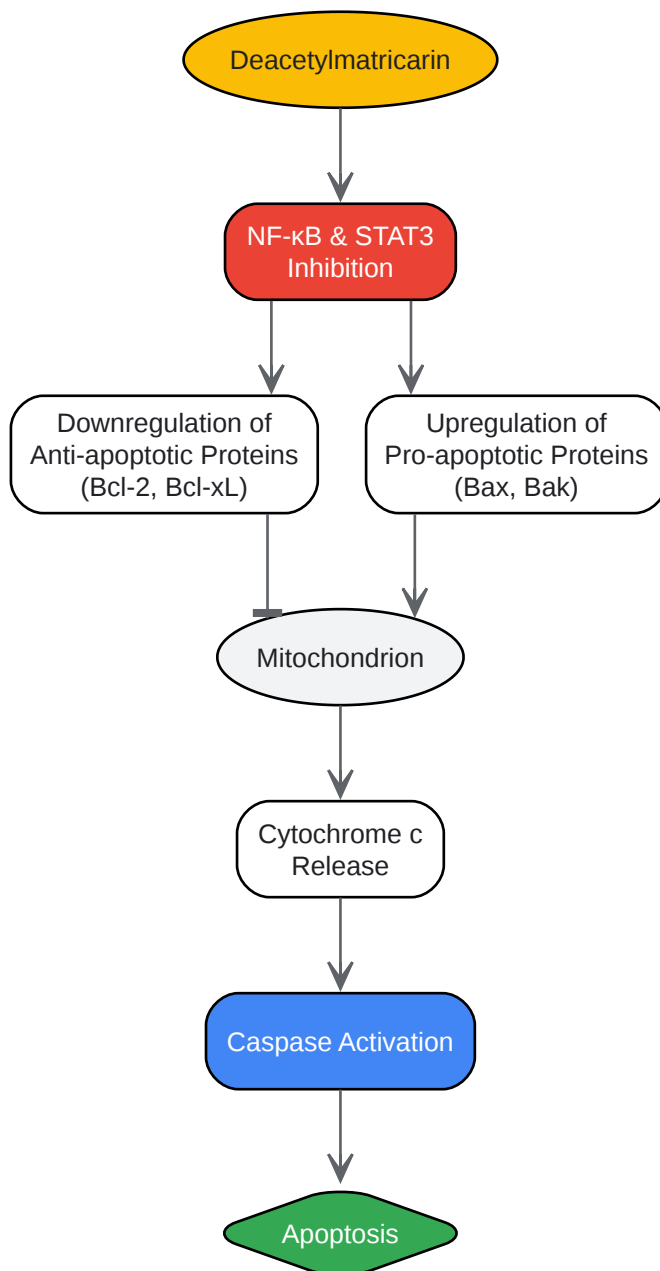 Deacetylmatricarin
NF-κB & STAT3
Inhibition
Downregulation of
Anti-apoptotic Proteins
(Bcl-2, Bcl-xL)
Upregulation of
Pro-apoptotic Proteins
(Bax, Bak)
Mitochondrion
Cytochrome c
Release
Caspase Activation
Apoptosis